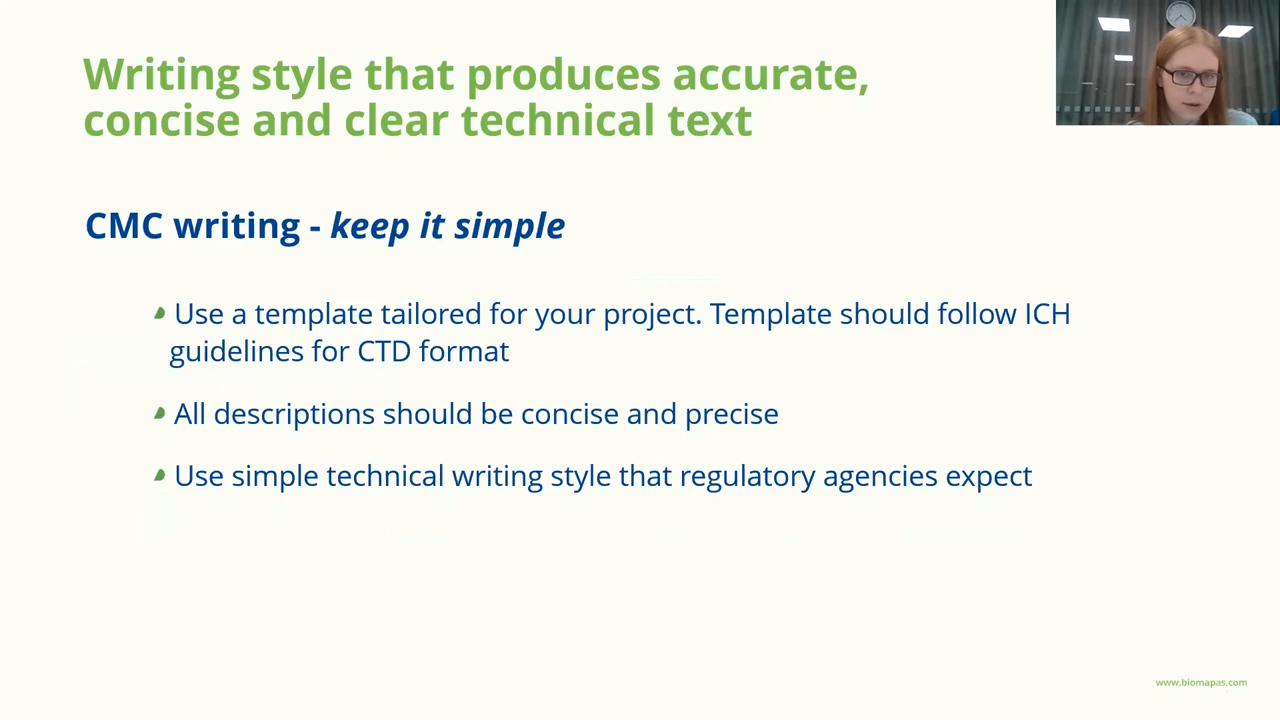 Writing style that produces accurate,
concise and clear technical text
CMC writing - keep it simple
Use a template tailored for your project. Template should follow ICH
guidelines for CTD format
All descriptions should be concise and precise
Use simple technical writing style that regulatory agencies expect
www.biomapas.com